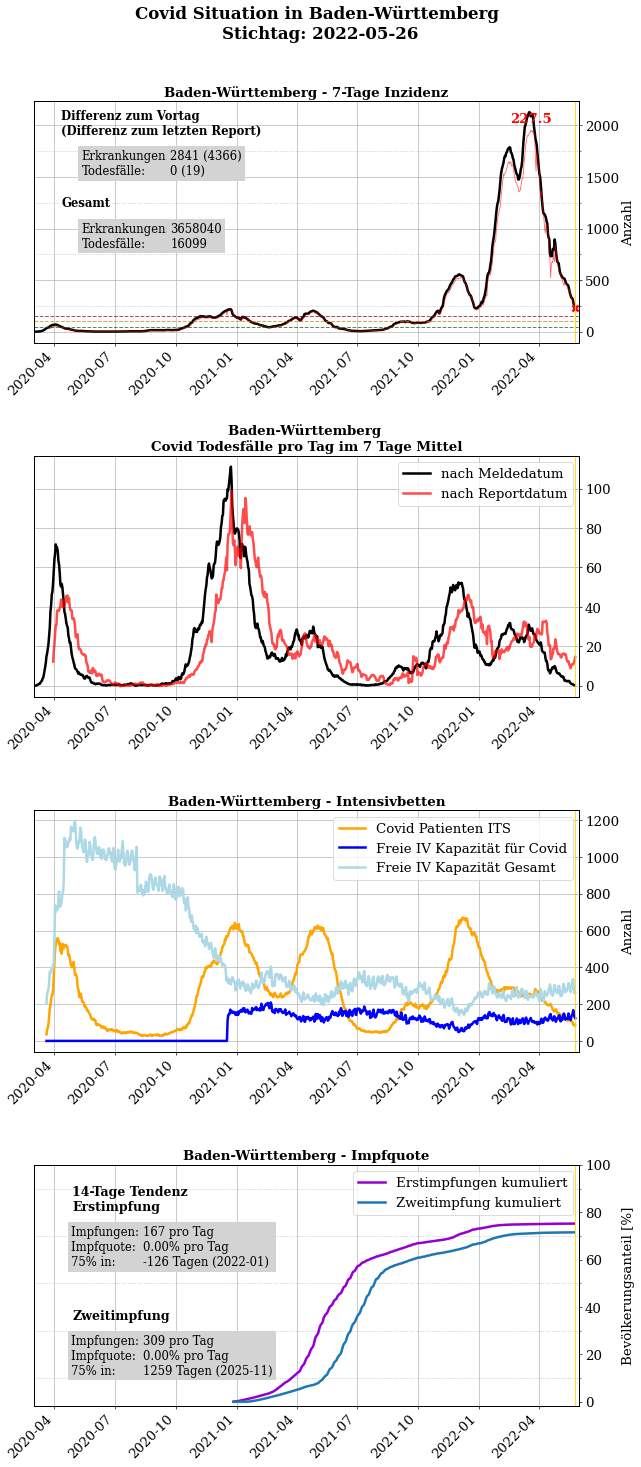 Covid Situation in Baden-Württemberg
Stichtag: 2022-05-26
Baden-Württemberg - 7-Tage Inzidenz
Differenz zum Vortag
(Differenz zum letzten Report)
Erkrankungen 2841 (4366)
Todesfälle: 0 (19)
Gesamt
Erkrankungen 3658040
Todesfälle: 16099
227.5
2000
1500
1000
500
0
Anzahl
2020-04
2020-07
2020-10
2021-01
2021-04
2021-07
2021-10
2022-01
2022-04
Baden-Württemberg
Covid Todesfälle pro Tag im 7 Tage Mittel
nach Meldedatum
nach Reportdatum
100
80
60
40
20
0
2020-04
2020-07
2020-10
2021-01
2021-04
2021-07
2021-10
2022-01
2022-04
Baden-Württemberg - Intensivbetten
Covid Patienten ITS
Freie IV Kapazität für Covid
Freie IV Kapazität Gesamt
1200
1000
800
600
400
200
0
Anzahl
2020-04
2020-07
2020-10
2021-01
2021-04
2021-07
2021-10
2022-01
2022-04
Baden-Württemberg - Impfquote
14-Tage Tendenz
Erstimpfung
Impfungen: 167 pro Tag
Impfquote: 0.00% pro Tag
75% in: -126 Tagen (2022-01)
Zweitimpfung
Impfungen: 309 pro Tag
Impfquote: 0.00% pro Tag
75% in: 1259 Tagen (2025-11)
Erstimpfungen kumuliert
Zweitimpfung kumuliert
100
80
60
40
20
0
Bevölkerungsanteil [%]
2020-04
2020-07
2020-10
2021-01
2021-04
2021-07
2021-10
2022-01
2022-04